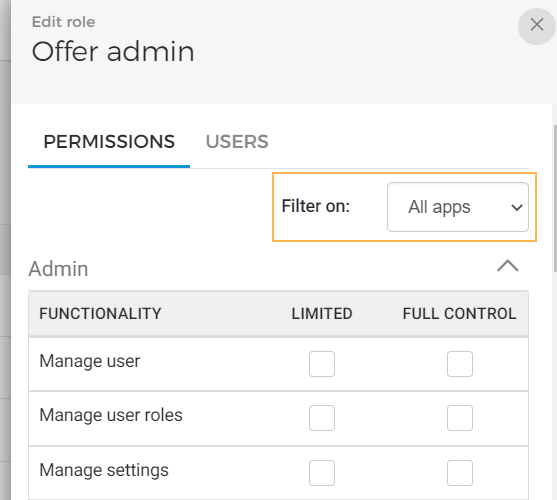 Edit role
Offer admin
PERMISSIONS USERS
Filter on: All apps
Admin
FUNCTIONALITY LIMITED FULL CONTROL
Manage user
Manage user roles
Manage settings